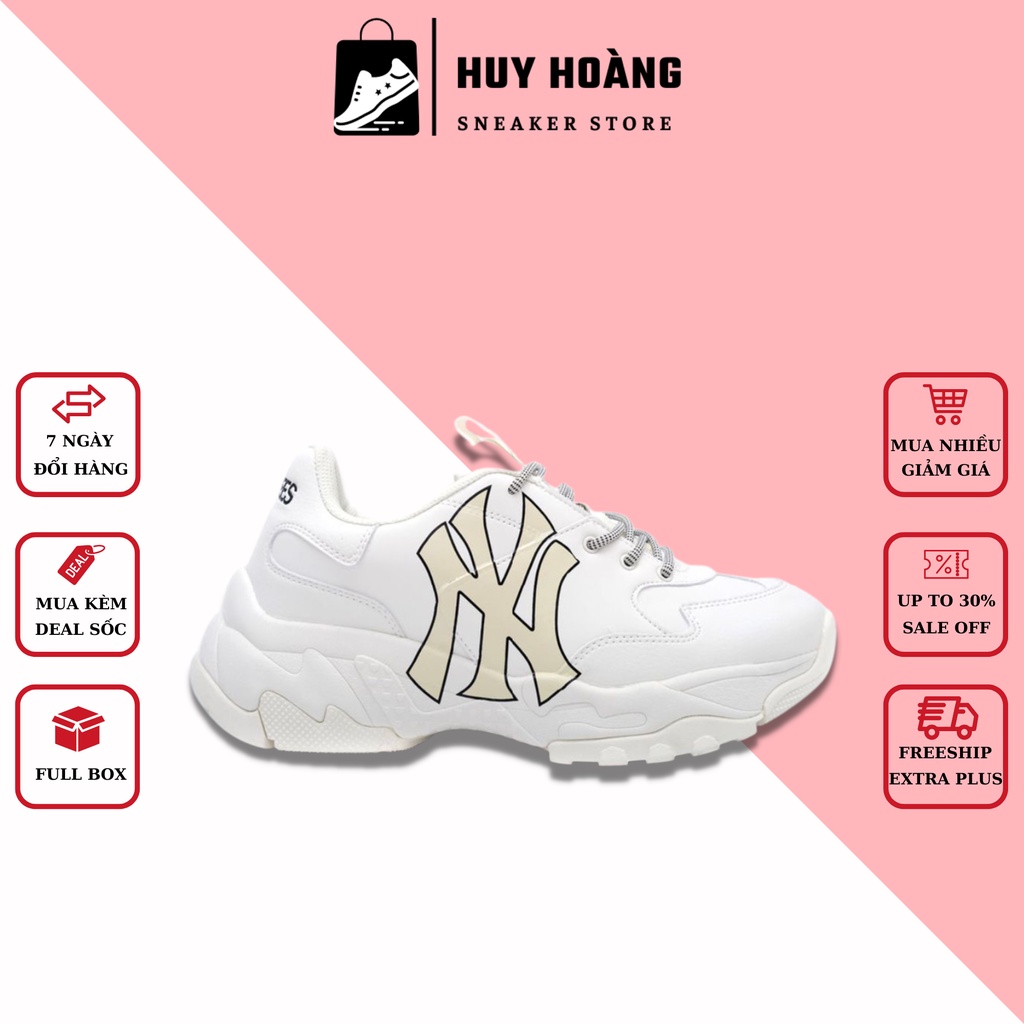 HUY HOÀNG
SNEAKER STORE
7 NGÀY
ĐỔI HÀNG
MUA NHIỀU
GIẢM GIÁ
DEAL
MUA KÈM
DEAL SỐC
%
UP TO 30%
SALE OFF
FULL BOX
FREESHIP
EXTRA PLUS
NY